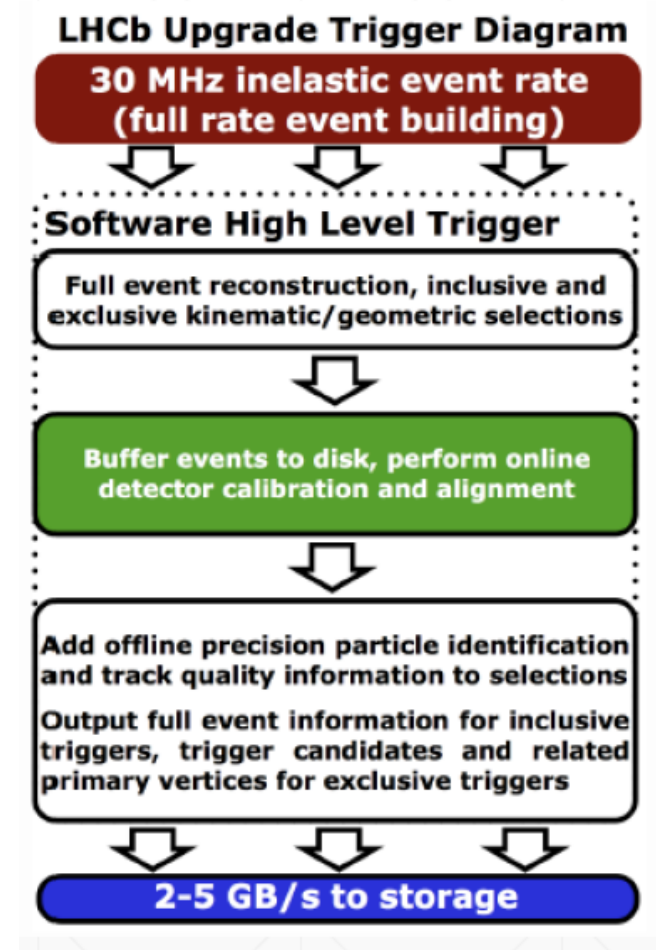 LHCb Upgrade Trigger Diagram
30 MHz inelastic event rate
(full rate event building)
Software High Level Trigger
Full event reconstruction, inclusive and
exclusive kinematic/geometric selections
Buffer events to disk, perform online
detector calibration and alignment
Add offline precision particle identification
and track quality information to selections
Output full event information for inclusive
triggers, trigger candidates and related
primary vertices for exclusive triggers
2-5 GB/s to storage